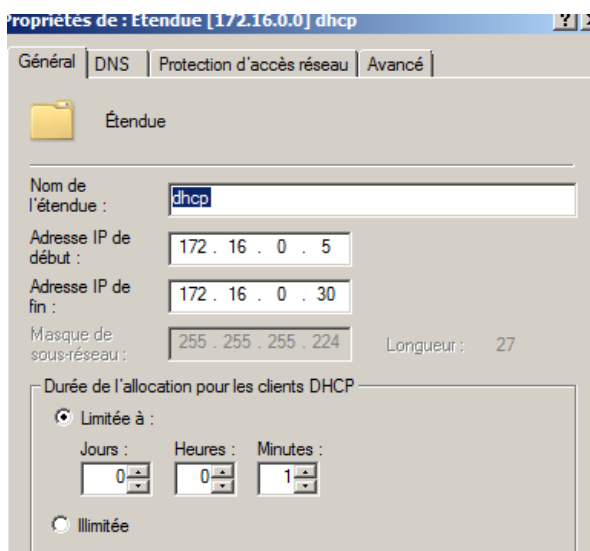 Propriétés de : Étendue [172.16.0.0] dhcp
Général DNS Protection d'accès réseau Avancé
Étendue
Nom de
l'étendue :
dhcp
Adresse IP de
début :
172 . 16 . 0 . 5
Adresse IP de
fin :
172 . 16 . 0 . 30
Masque de
sous-réseau :
255 . 255 . 255 . 224
Longueur : 27
Durée de l'allocation pour les clients DHCP
Limitée à :
Jours : Heures : Minutes :
0 0 1
Illimitée